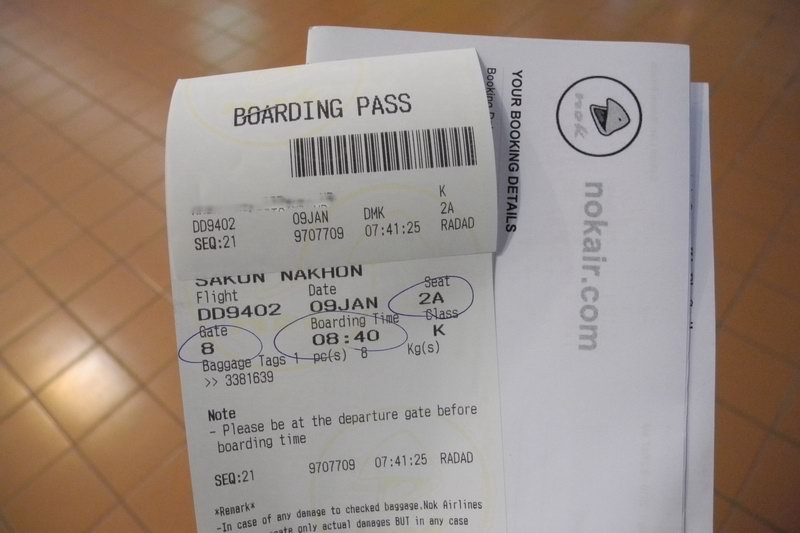 BOARDING PASS
K
DD9402 09JAN DMK 2A
SEQ:21 9707709 07:41:25 RADAD
SAKON NAKHON
Flight Date Seat
DD9402 09JAN 2A
Gate Boarding Time Class
8 08:40 K
Baggage Tags 1 pc(s) 8 Kg(s)
>> 3381639
Note
- Please be at the departure gate before
boarding time
SEQ:21 9707709 07:41:25 RADAD
*Remark*
-In case of any damage to checked baggage.Nok Airlines
only actual damages BUT in any case
YOUR BOOKING DETAILS
Booking
nok
nokair.com